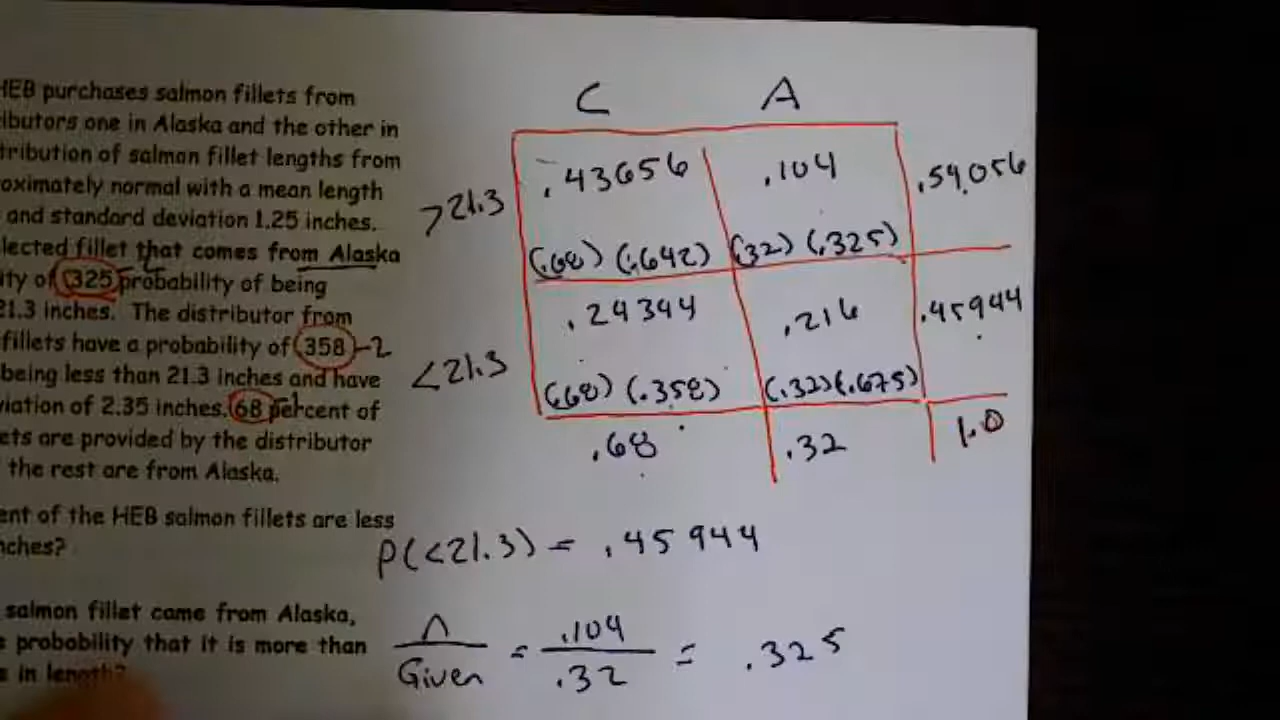 HEB purchases salmon fillets from
ributors one in Alaska and the other in
tribution of salmon fillet lengths from
oximately normal with a mean length
and standard deviation 1.25 inches.
lected fillet that comes from Alaska
ity of .325 probability of being
21.3 inches. The distributor from
fillets have a probability of .358 -2
being less than 21.3 inches and have
viation of 2.35 inches. 68 percent of
ets are provided by the distributor
the rest are from Alaska.
ent of the HEB salmon fillets are less
nches?
salmon fillet came from Alaska,
probability that it is more than
s in length?
C A
>21.3 .43656 .104 .54056
(.68) (.642) (.32) (.325)
<21.3 .24344 .216 .45944
(.68) (.358) (.32)(.675)
.68 .32 1.0
P(<21.3) = .45944
∩ / Given = .104 / .32 = .325